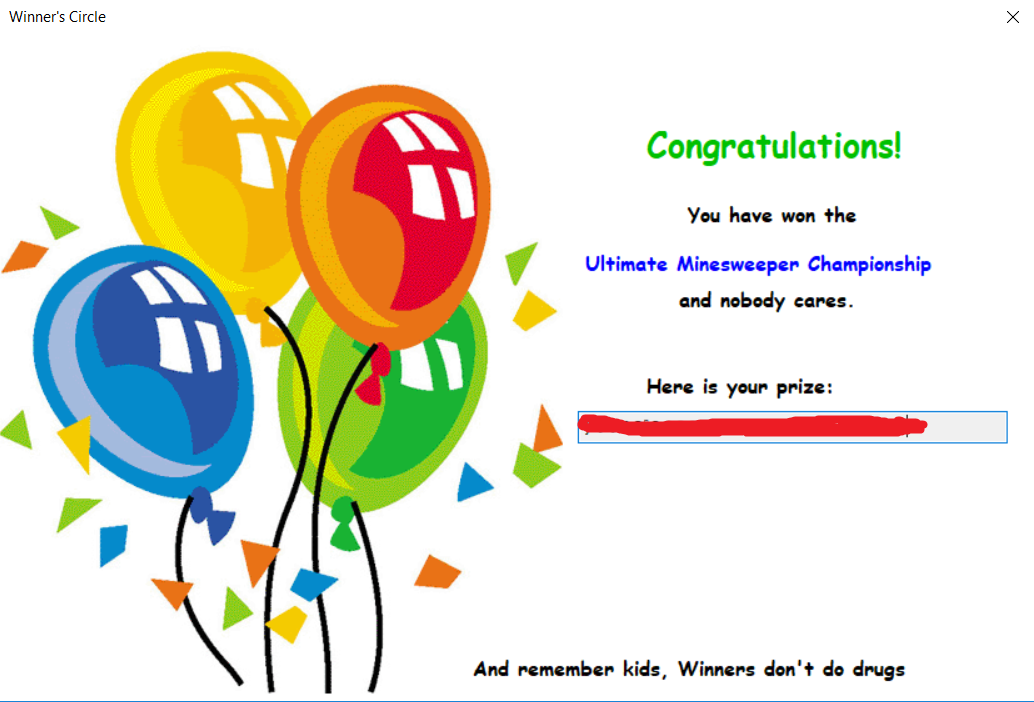 Winner's Circle
Congratulations!
You have won the
Ultimate Minesweeper Championship
and nobody cares.
Here is your prize:
And remember kids, Winners don't do drugs